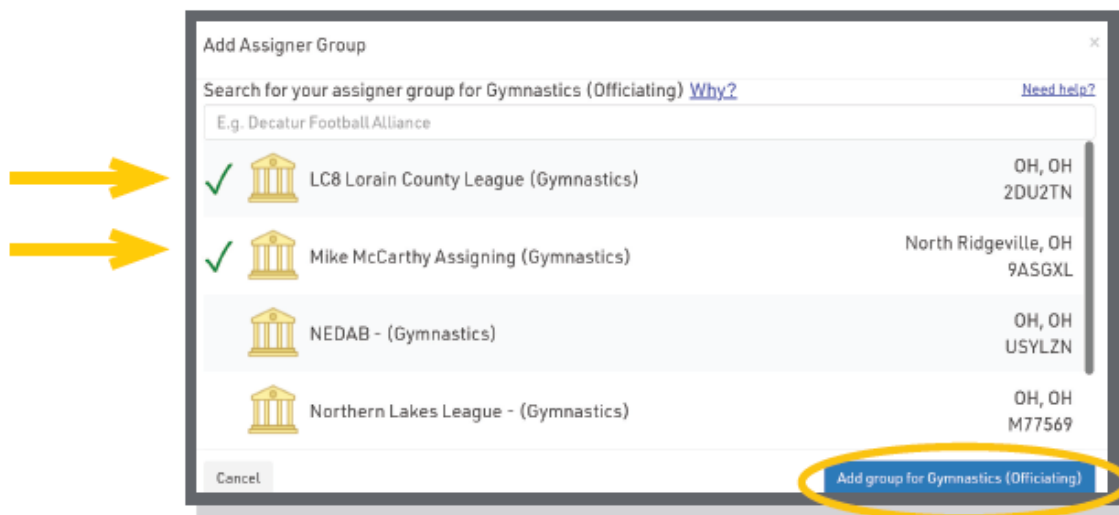 Add Assigner Group ×
Search for your assigner group for Gymnastics (Officiating) Why? Need help?
E.g. Decatur Football Alliance
LC8 Lorain County League (Gymnastics) OH, OH
2DU2TN
Mike McCarthy Assigning (Gymnastics) North Ridgeville, OH
9ASGXL
NEDAB - (Gymnastics) OH, OH
USYLZN
Northern Lakes League - (Gymnastics) OH, OH
M77569
Cancel Add group for Gymnastics (Officiating)